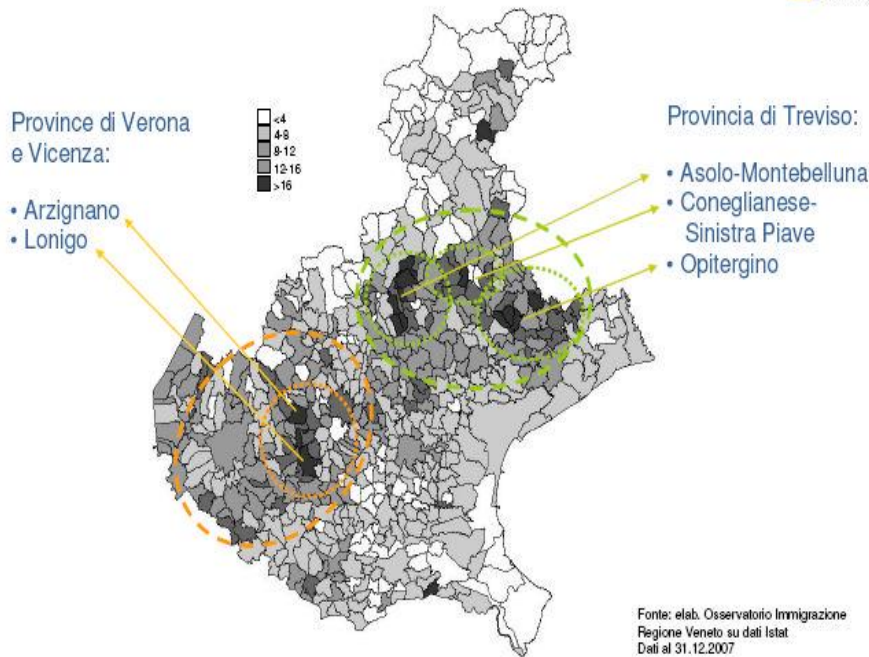 Province di Verona
e Vicenza:
• Arzignano
• Lonigo
<4
4-8
8-12
12-16
>16
Provincia di Treviso:
• Asolo-Montebelluna
• Coneglianese-
Sinistra Piave
• Opitergino
Fonte: elab. Osservatorio Immigrazione
Regione Veneto su dati Istat
Dati al 31.12.2007